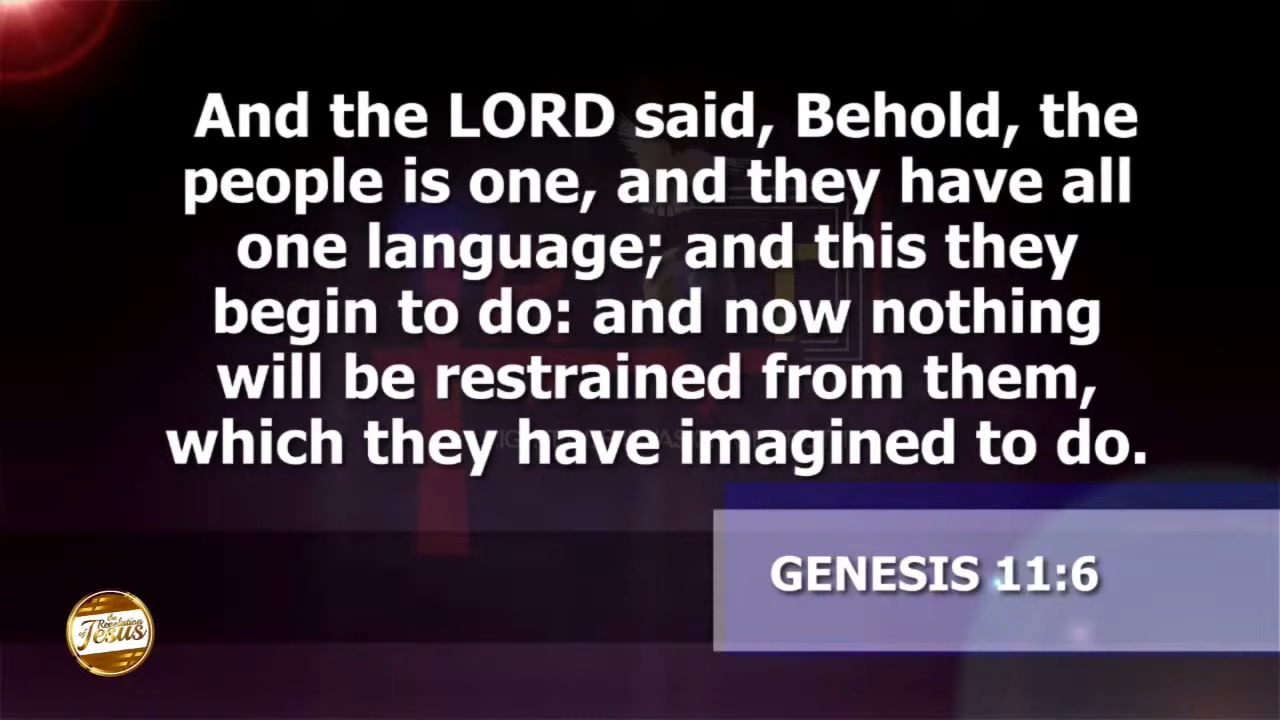 And the LORD said, Behold, the
people is one, and they have all
one language; and this they
begin to do: and now nothing
will be restrained from them,
which they have imagined to do.
GENESIS 11:6
the
Revelation
of Jesus